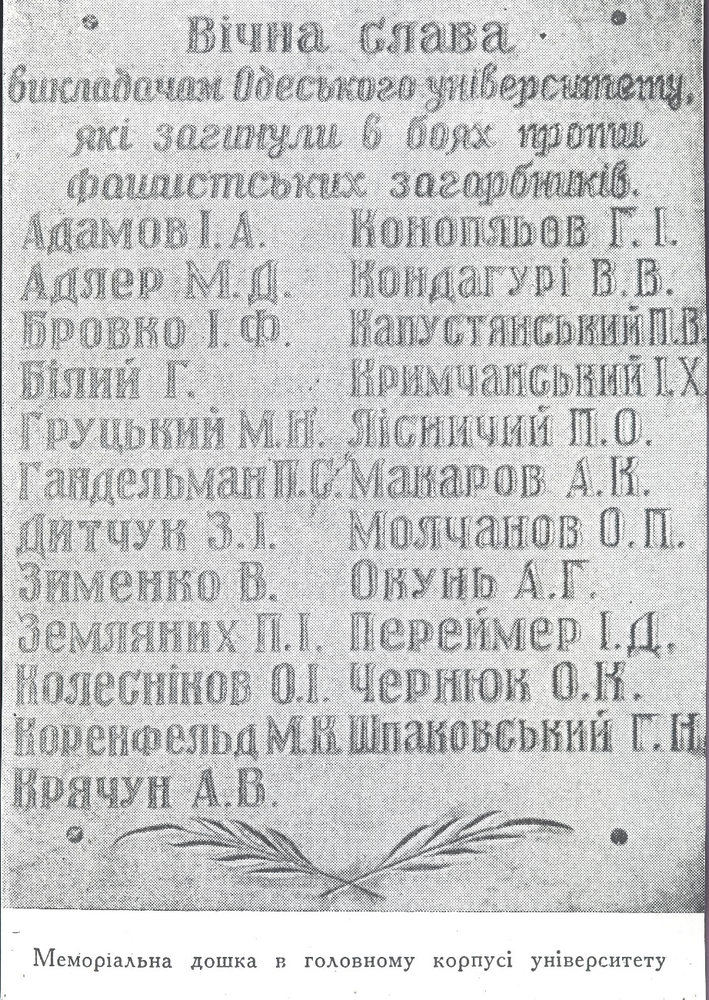 Вічна слава
викладачам Одеського університету,
які загинули в боях проти
фашистських загарбників.
Адамов І. А.
Адлер М. Д.
Бровко І. Ф.
Білий Г.
Груцький М. Н.
Гандельман П. С.
Дитчук З. І.
Зименко В.
Земляних П. І.
Колесніков О. І.
Коренфельд М. К.
Крячун А. В.
Конопльов Г. І.
Кондагурі В. В.
Капустянський П. В.
Кримчанський І. Х.
Лісничий П. О.
Макаров А. К.
Молчанов О. П.
Окунь А. Г.
Переймер І. Д.
Чернюк О. К.
Шпаковський Г. Н.
Меморіальна дошка в головному корпусі університету